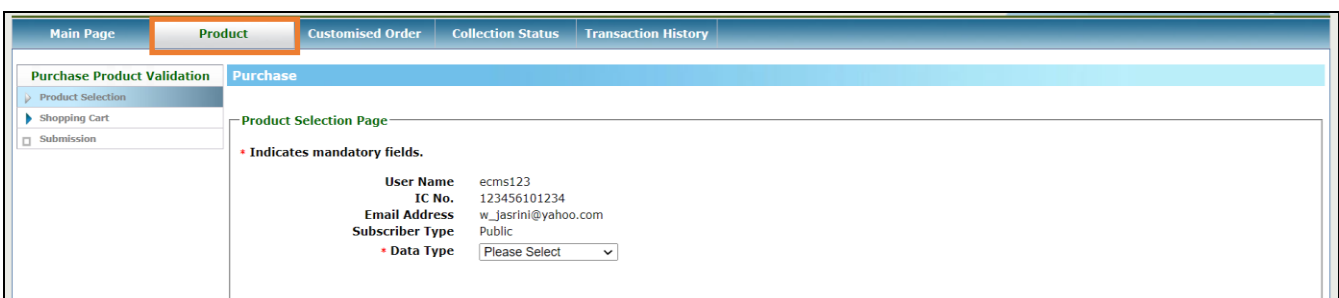 Main Page Product Customised Order Collection Status Transaction History
Purchase Product Validation
Product Selection
Shopping Cart
Submission
Purchase
Product Selection Page
* Indicates mandatory fields.
User Name ecms123
IC No. 123456101234
Email Address w_jasrini@yahoo.com
Subscriber Type Public
* Data Type Please Select